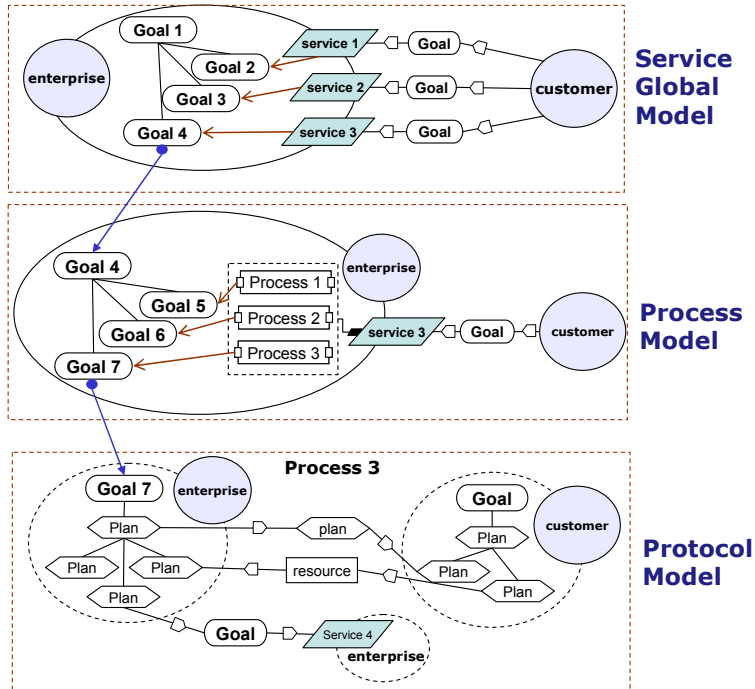 Goal 1
service 1
Goal
enterprise
Goal 2
Service
Global
Model
Goal 3
service 2
Goal
customer
Goal 4
service 3
Goal
Goal 4
enterprise
Process 1
Goal 5
Process 2
Goal 6
service 3
Goal
customer
Process
Model
Process 3
Goal 7
Process 3
Goal 7
enterprise
Goal
Plan
plan
Plan
customer
Plan
Plan
resource
Plan
Plan
Plan
Protocol
Model
Goal
Service 4
enterprise